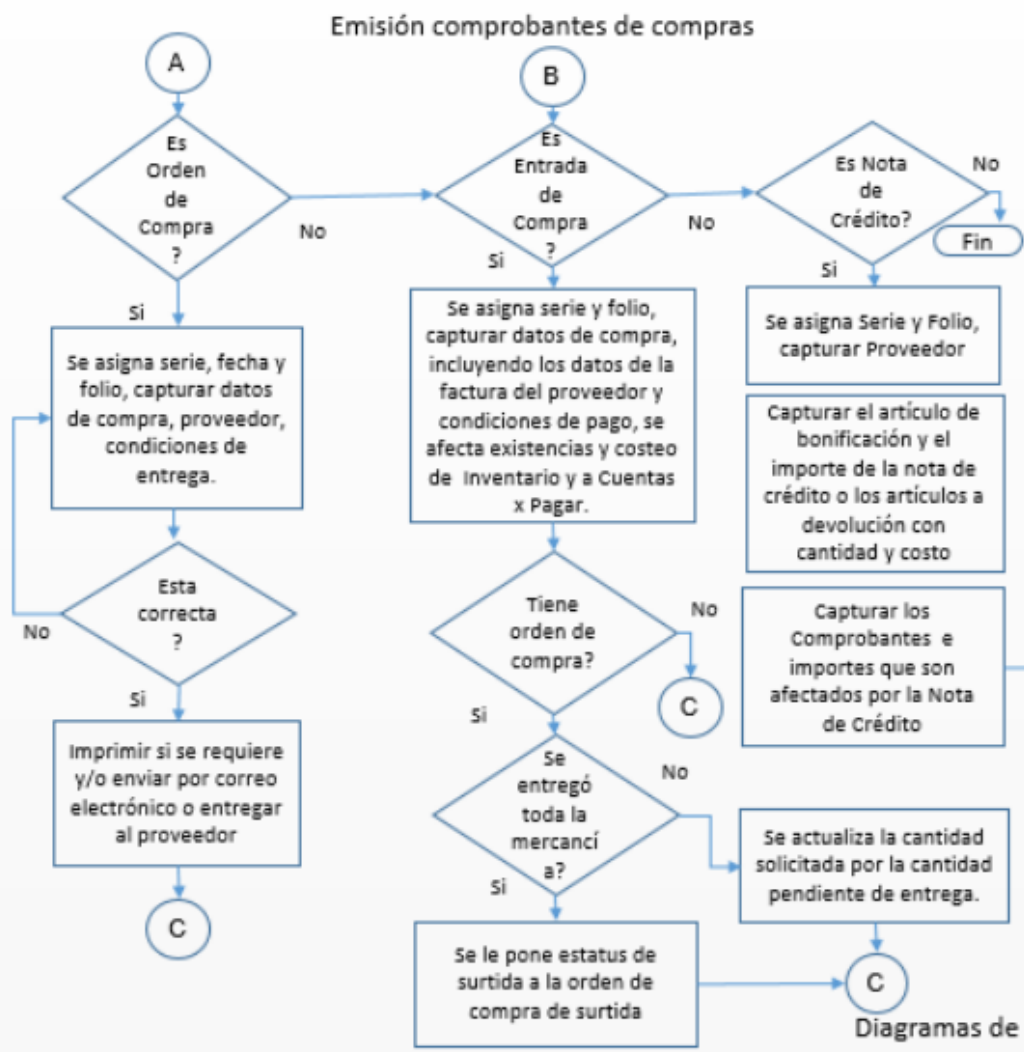 Emisión comprobantes de compras
A
Es
Orden
de
Compra
?
No
Si
Se asigna serie, fecha y
folio, capturar datos
de compra, proveedor,
condiciones de
entrega.
Esta
correcta
?
No
Si
Imprimir si se requiere
y/o enviar por correo
electrónico o entregar
al proveedor
C
B
Es
Entrada
de
Compra
?
No
Si
Se asigna serie y folio,
capturar datos de compra,
incluyendo los datos de la
factura del proveedor y
condiciones de pago, se
afecta existencias y costeo
de Inventario y a Cuentas
x Pagar.
Tiene
orden de
compra?
No
C
Si
Se
entregó
toda la
mercancí
a?
No
Si
Se le pone estatus de
surtida a la orden de
compra de surtida
Es Nota
de
Crédito?
No
Fin
Si
Se asigna Serie y Folio,
capturar Proveedor
Capturar el artículo de
bonificación y el
importe de la nota de
crédito o los artículos a
devolución con
cantidad y costo
Capturar los
Comprobantes e
importes que son
afectados por la Nota
de Crédito
Se actualiza la cantidad
solicitada por la cantidad
pendiente de entrega.
C
Diagramas de